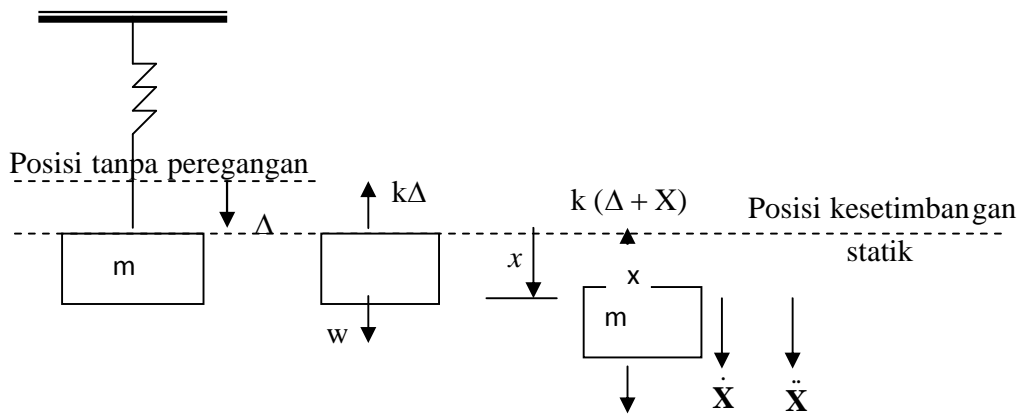 Posisi tanpa peregangan
kΔ
k (Δ + X)
Posisi kesetimbangan
statik
Δ
m
w
x
x
m
Ẋ
Ẍ